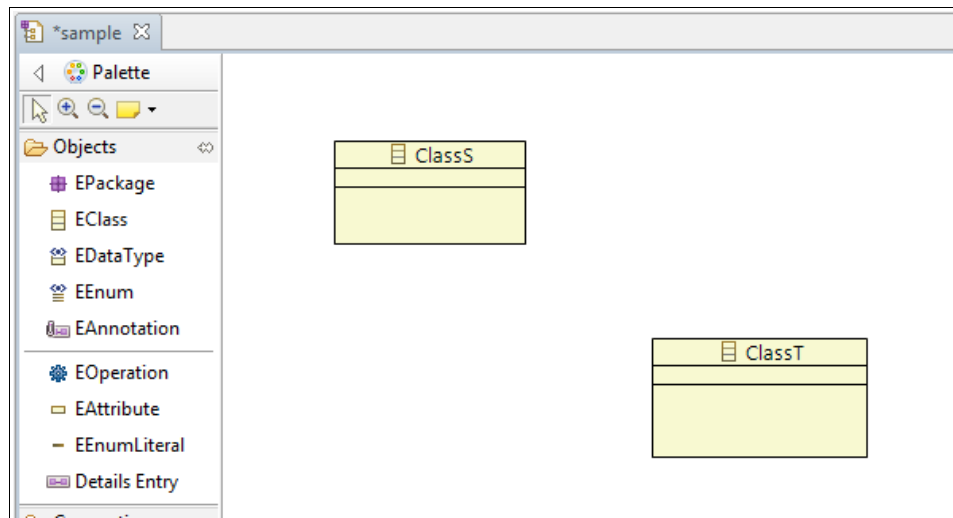 *sample
Palette
Objects
EPackage
EClass
EDataType
EEnum
EAnnotation
EOperation
EAttribute
EEnumLiteral
Details Entry
ClassS
ClassT